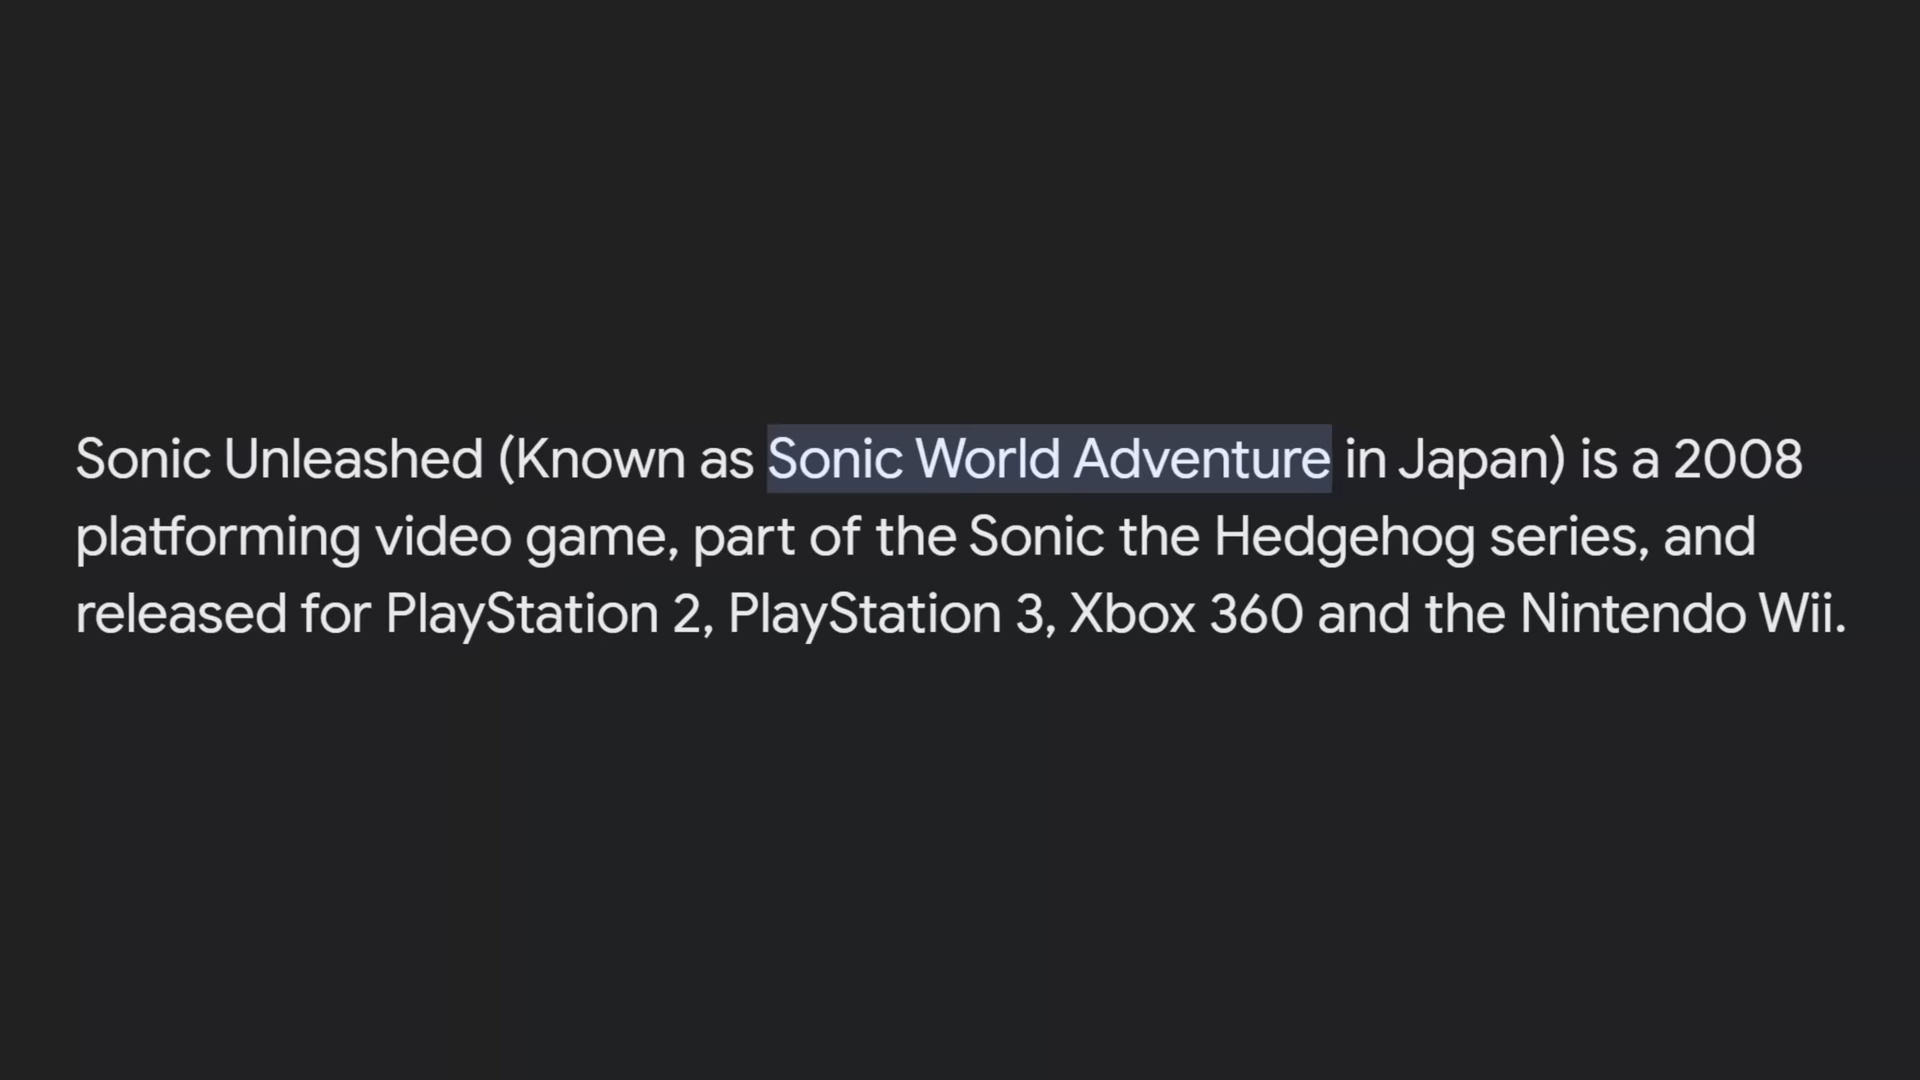 Sonic Unleashed (Known as Sonic World Adventure in Japan) is a 2008
platforming video game, part of the Sonic the Hedgehog series, and
released for PlayStation 2, PlayStation 3, Xbox 360 and the Nintendo Wii.